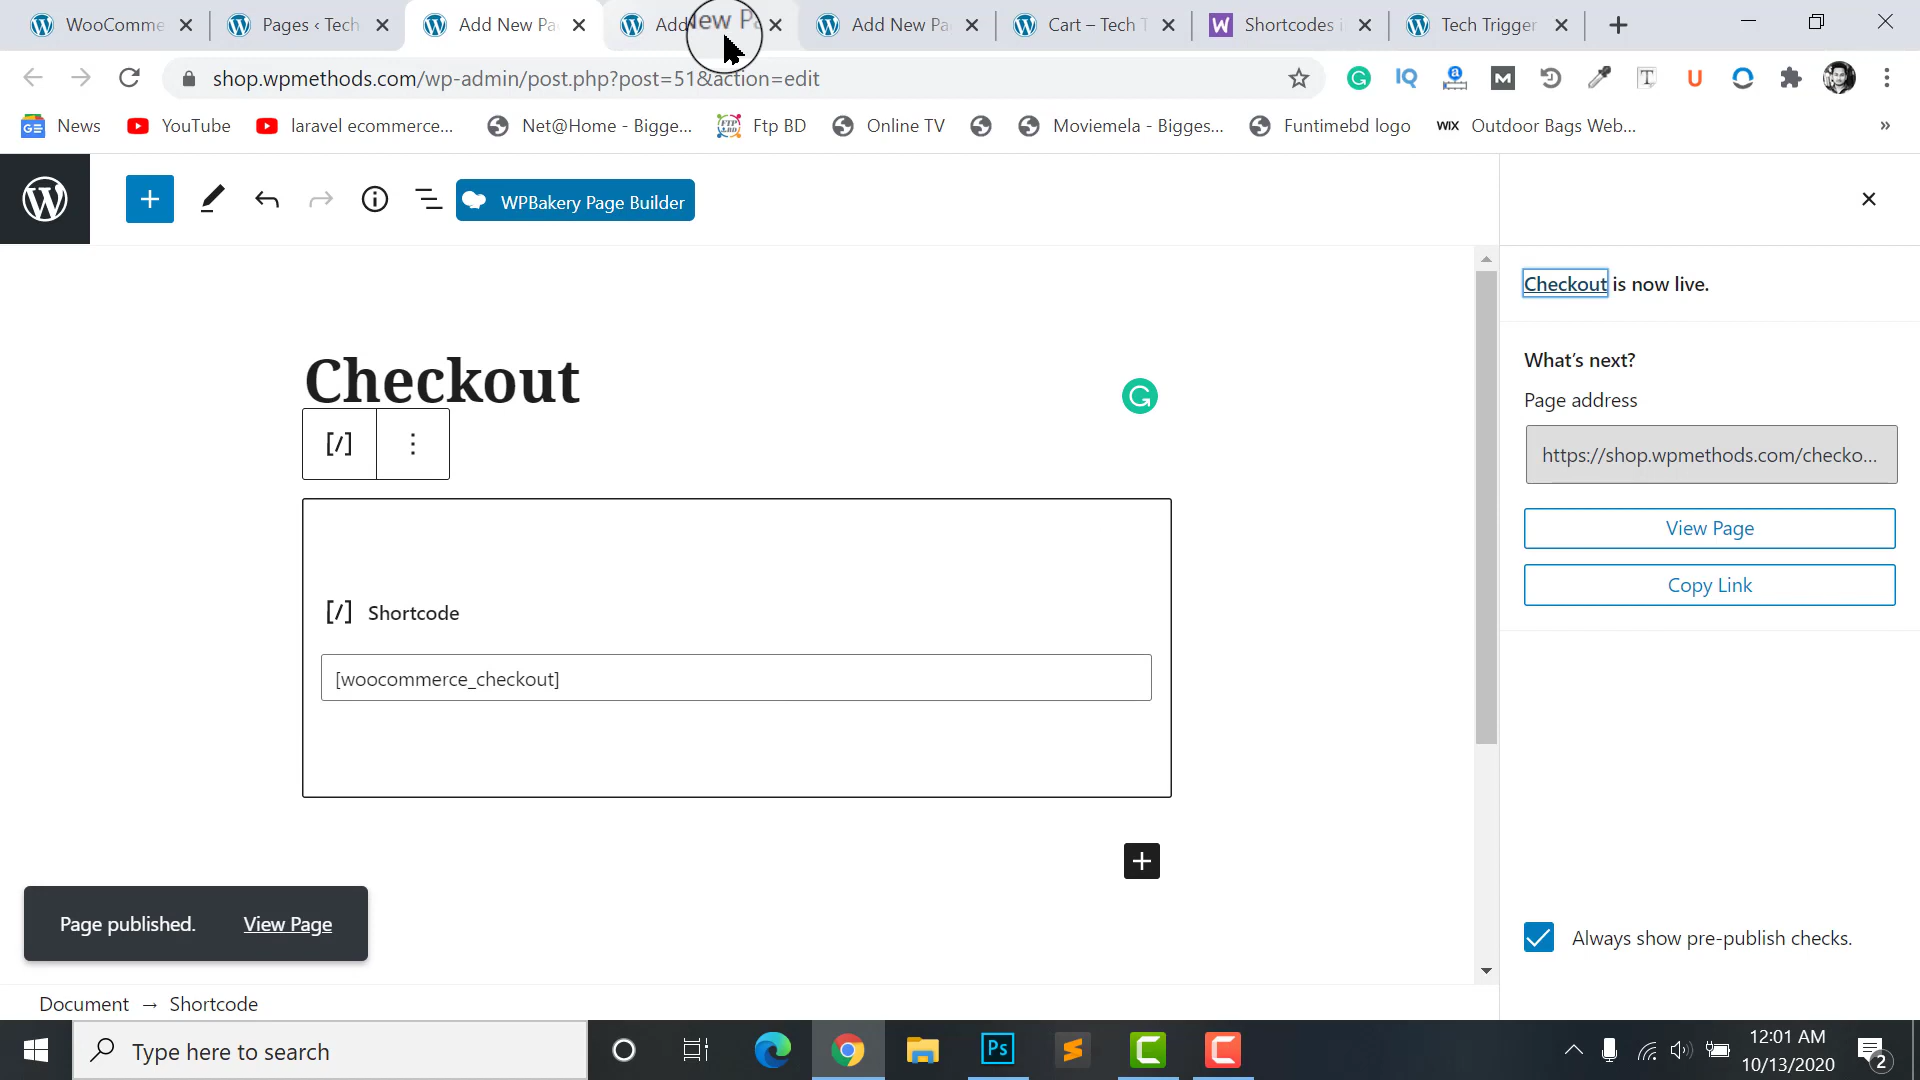 WooComme
Pages ‹ Tech
Add New Pa
Add New Pa
Add New Pa
Cart – Tech T
Shortcodes i
Tech Trigger
shop.wpmethods.com/wp-admin/post.php?post=51&action=edit
News
YouTube
laravel ecommerce...
Net@Home - Bigge...
Ftp BD
Online TV
Moviemela - Bigges...
Funtimebd logo
WIX Outdoor Bags Web...
»
WPBakery Page Builder
Checkout is now live.
What's next?
Page address
https://shop.wpmethods.com/checko...
View Page
Copy Link
Checkout
[/]
[/] Shortcode
[woocommerce_checkout]
Page published. View Page
Always show pre-publish checks.
Document → Shortcode
Type here to search
12:01 AM
10/13/2020
2